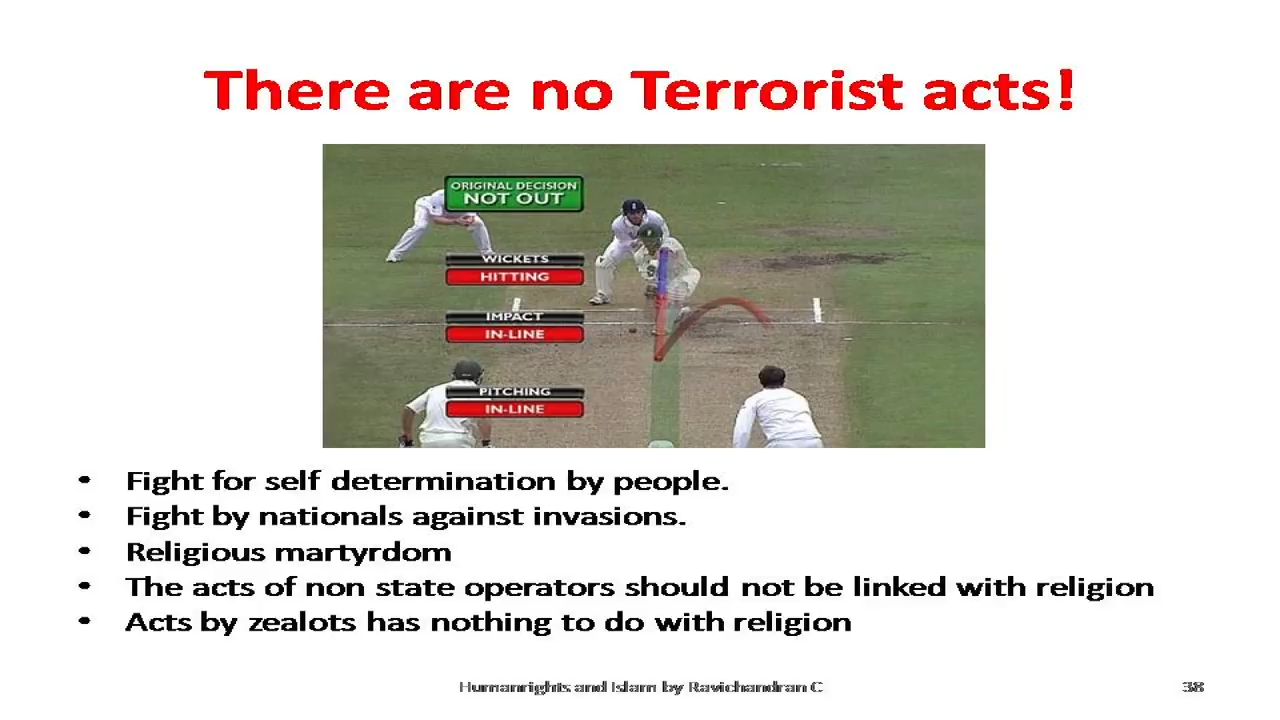 There are no Terrorist acts!
ORIGINAL DECISION
NOT OUT
WICKETS
HITTING
IMPACT
IN-LINE
PITCHING
IN-LINE
• Fight for self determination by people.
• Fight by nationals against invasions.
• Religious martyrdom
• The acts of non state operators should not be linked with religion
• Acts by zealots has nothing to do with religion
Humanrights and Islam by Ravichandran C
38